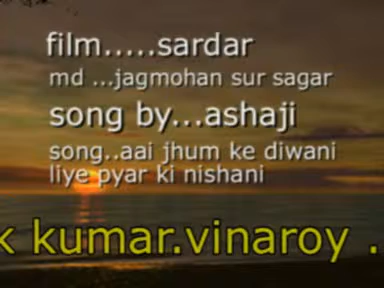 film.....sardar
md ...jagmohan sur sagar
song by...ashaji
song..aai jhum ke diwani
liye pyar ki nishani
k kumar.vinaroy .